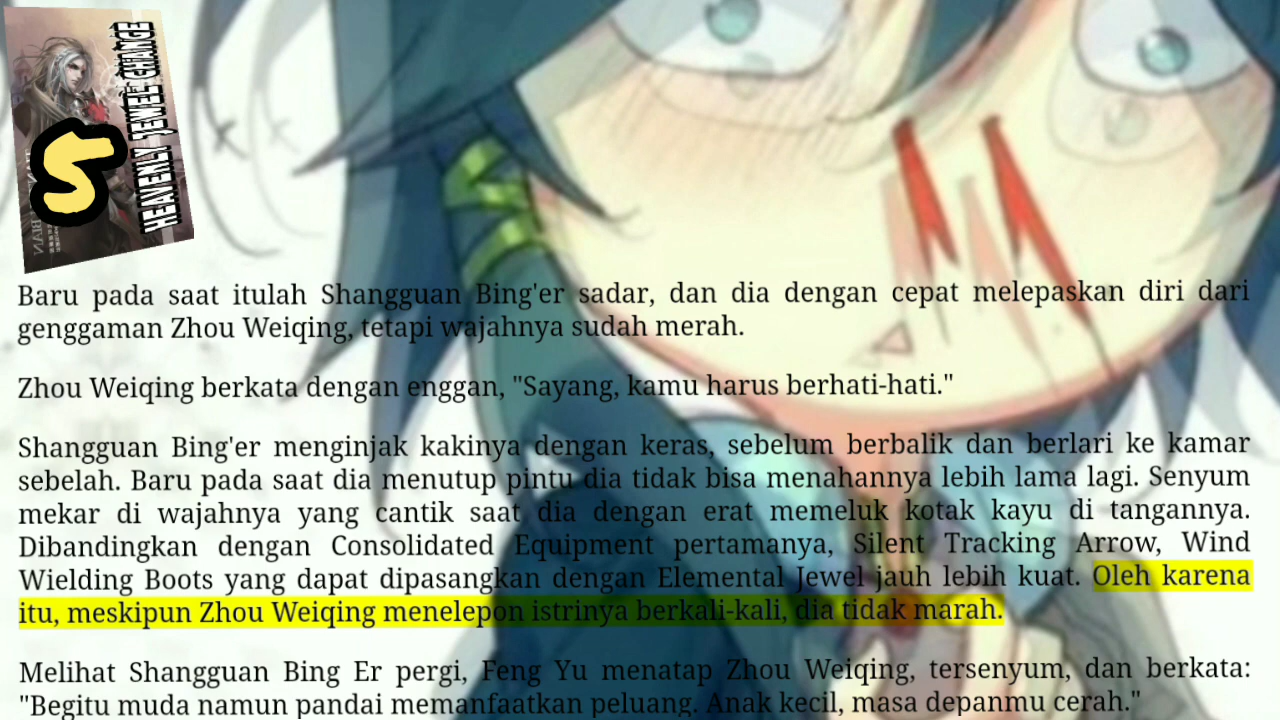 HEAVENLY JEWEL CHANGE
5
Baru pada saat itulah Shangguan Bing'er sadar, dan dia dengan cepat melepaskan diri dari
genggaman Zhou Weiqing, tetapi wajahnya sudah merah.
Zhou Weiqing berkata dengan enggan, "Sayang, kamu harus berhati-hati."
Shangguan Bing'er menginjak kakinya dengan keras, sebelum berbalik dan berlari ke kamar
sebelah. Baru pada saat dia menutup pintu dia tidak bisa menahannya lebih lama lagi. Senyum
mekar di wajahnya yang cantik saat dia dengan erat memeluk kotak kayu di tangannya.
Dibandingkan dengan Consolidated Equipment pertamanya, Silent Tracking Arrow, Wind
Wielding Boots yang dapat dipasangkan dengan Elemental Jewel jauh lebih kuat. Oleh karena
itu, meskipun Zhou Weiqing menelepon istrinya berkali-kali, dia tidak marah.
Melihat Shangguan Bing Er pergi, Feng Yu menatap Zhou Weiqing, tersenyum, dan berkata:
"Begitu muda namun pandai memanfaatkan peluang. Anak kecil, masa depanmu cerah."